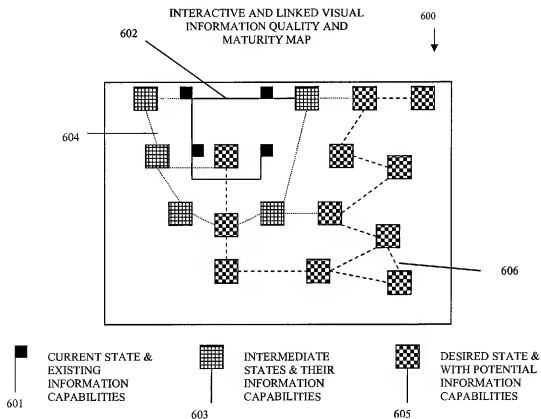 INTERACTIVE AND LINKED VISUAL
INFORMATION QUALITY AND
MATURITY MAP
600
602
604
606
CURRENT STATE &
EXISTING
INFORMATION
CAPABILITIES
601
INTERMEDIATE
STATES & THEIR
INFORMATION
CAPABILITIES
603
DESIRED STATE &
WITH POTENTIAL
INFORMATION
CAPABILITIES
605